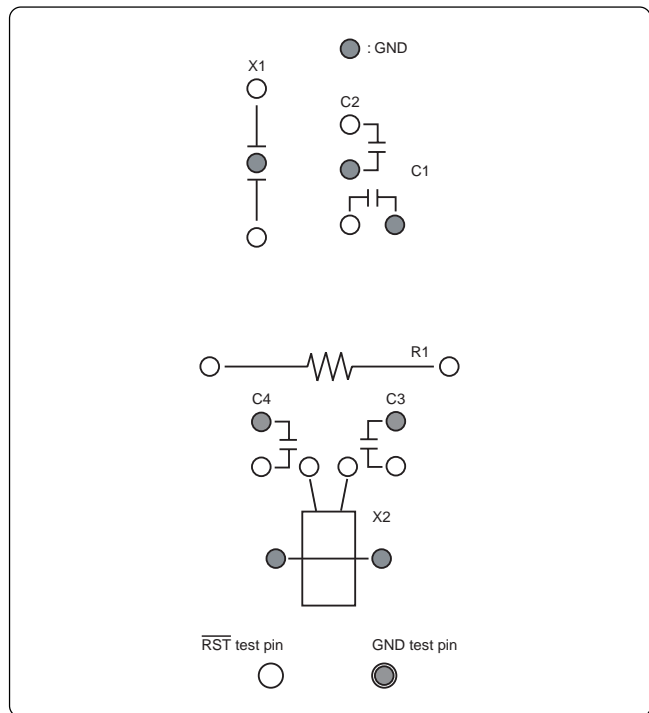 : GND
X1
C2
C1
R1
C4
C3
X2
RST test pin
GND test pin